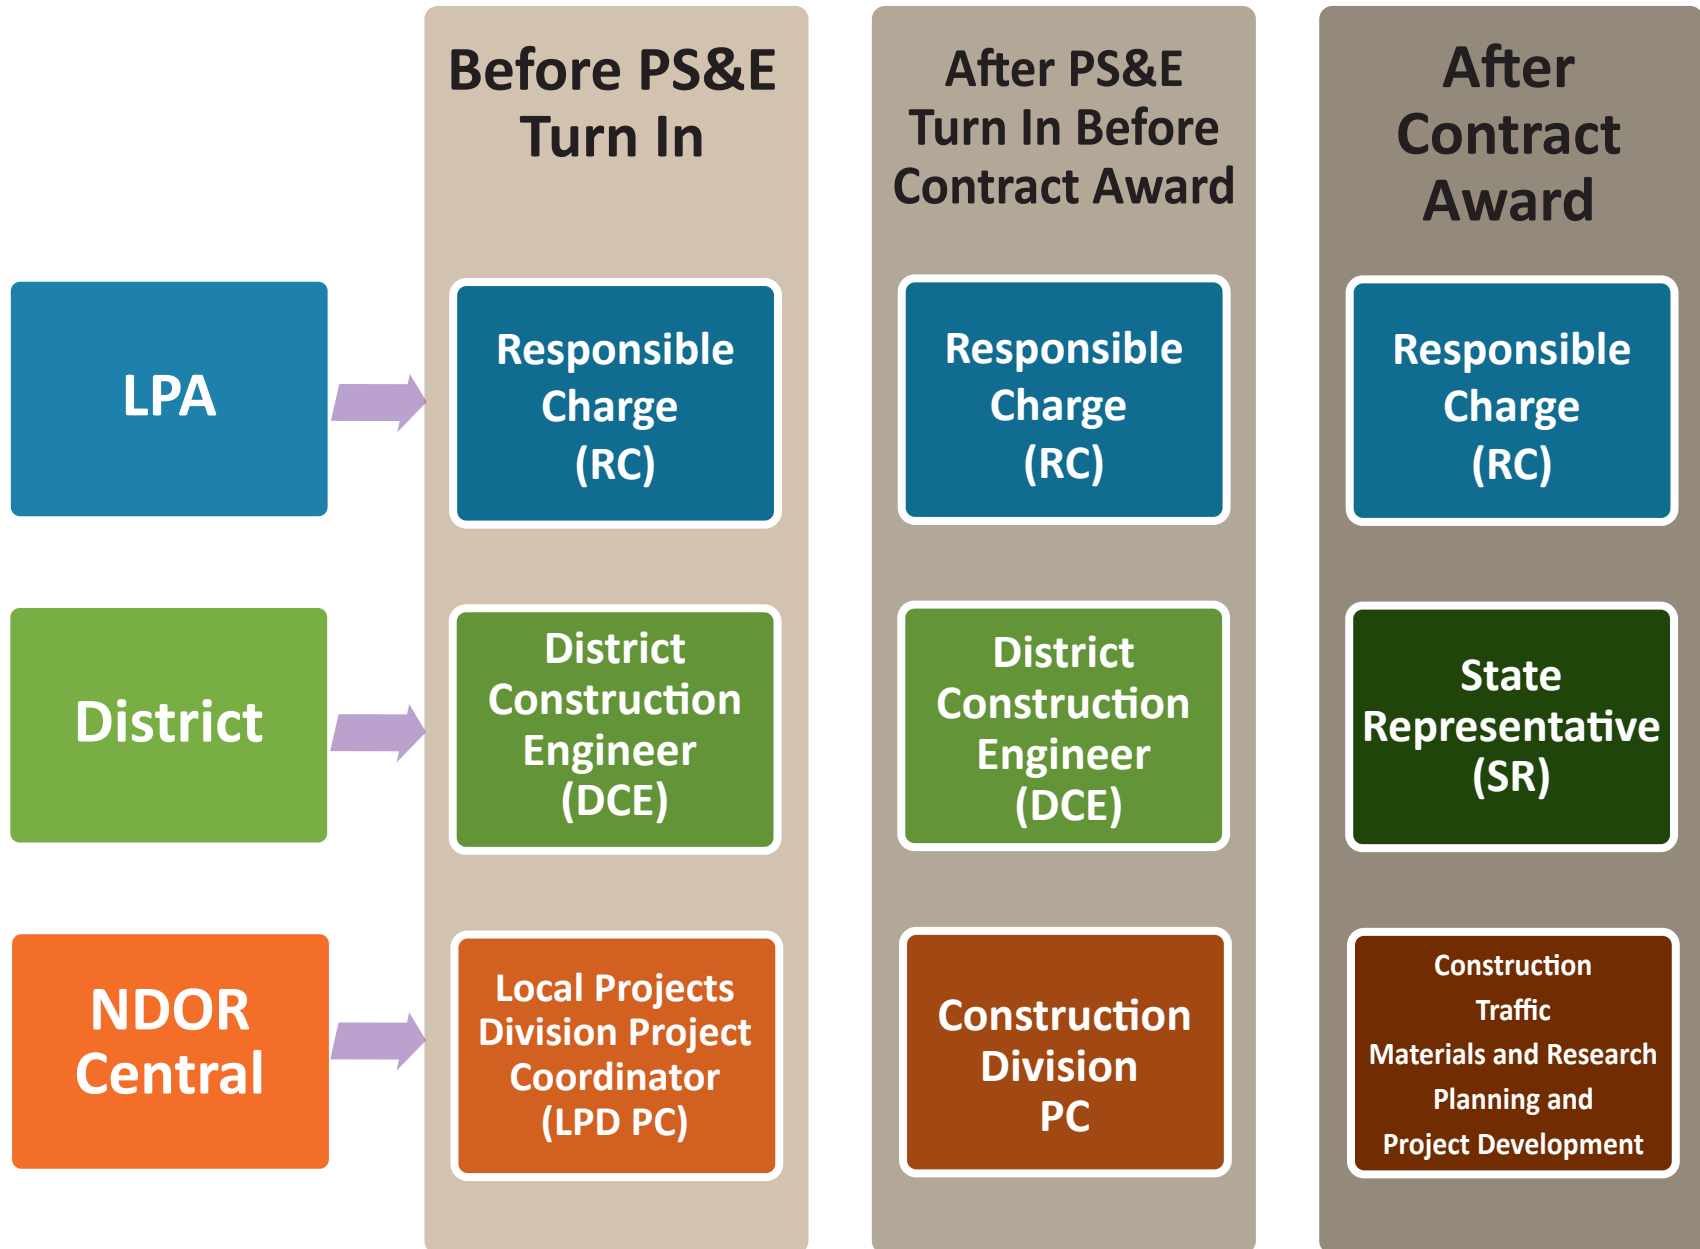 Before PS&E
Turn In
After PS&E
Turn In Before
Contract Award
After
Contract
Award
LPA
Responsible
Charge
(RC)
Responsible
Charge
(RC)
Responsible
Charge
(RC)
District
District
Construction
Engineer
(DCE)
District
Construction
Engineer
(DCE)
State
Representative
(SR)
NDOR
Central
Local Projects
Division Project
Coordinator
(LPD PC)
Construction
Division
PC
Construction
Traffic
Materials and Research
Planning and
Project Development